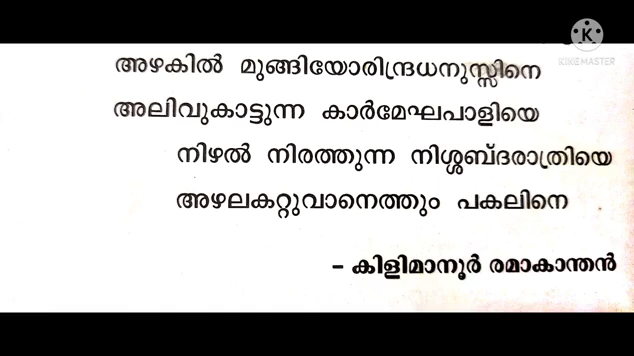 KINEMASTER
അഴകിൽ മുങ്ങിയോരിന്ദ്രധനുസ്സിനെ
അലിവുകാട്ടുന്ന കാർമേഘപാളിയെ
നിഴൽ നിരത്തുന്ന നിശ്ശബ്ദരാത്രിയെ
അഴലകറ്റുവാനെത്തും പകലിനെ
– കിളിമാനൂർ രമാകാന്തൻ